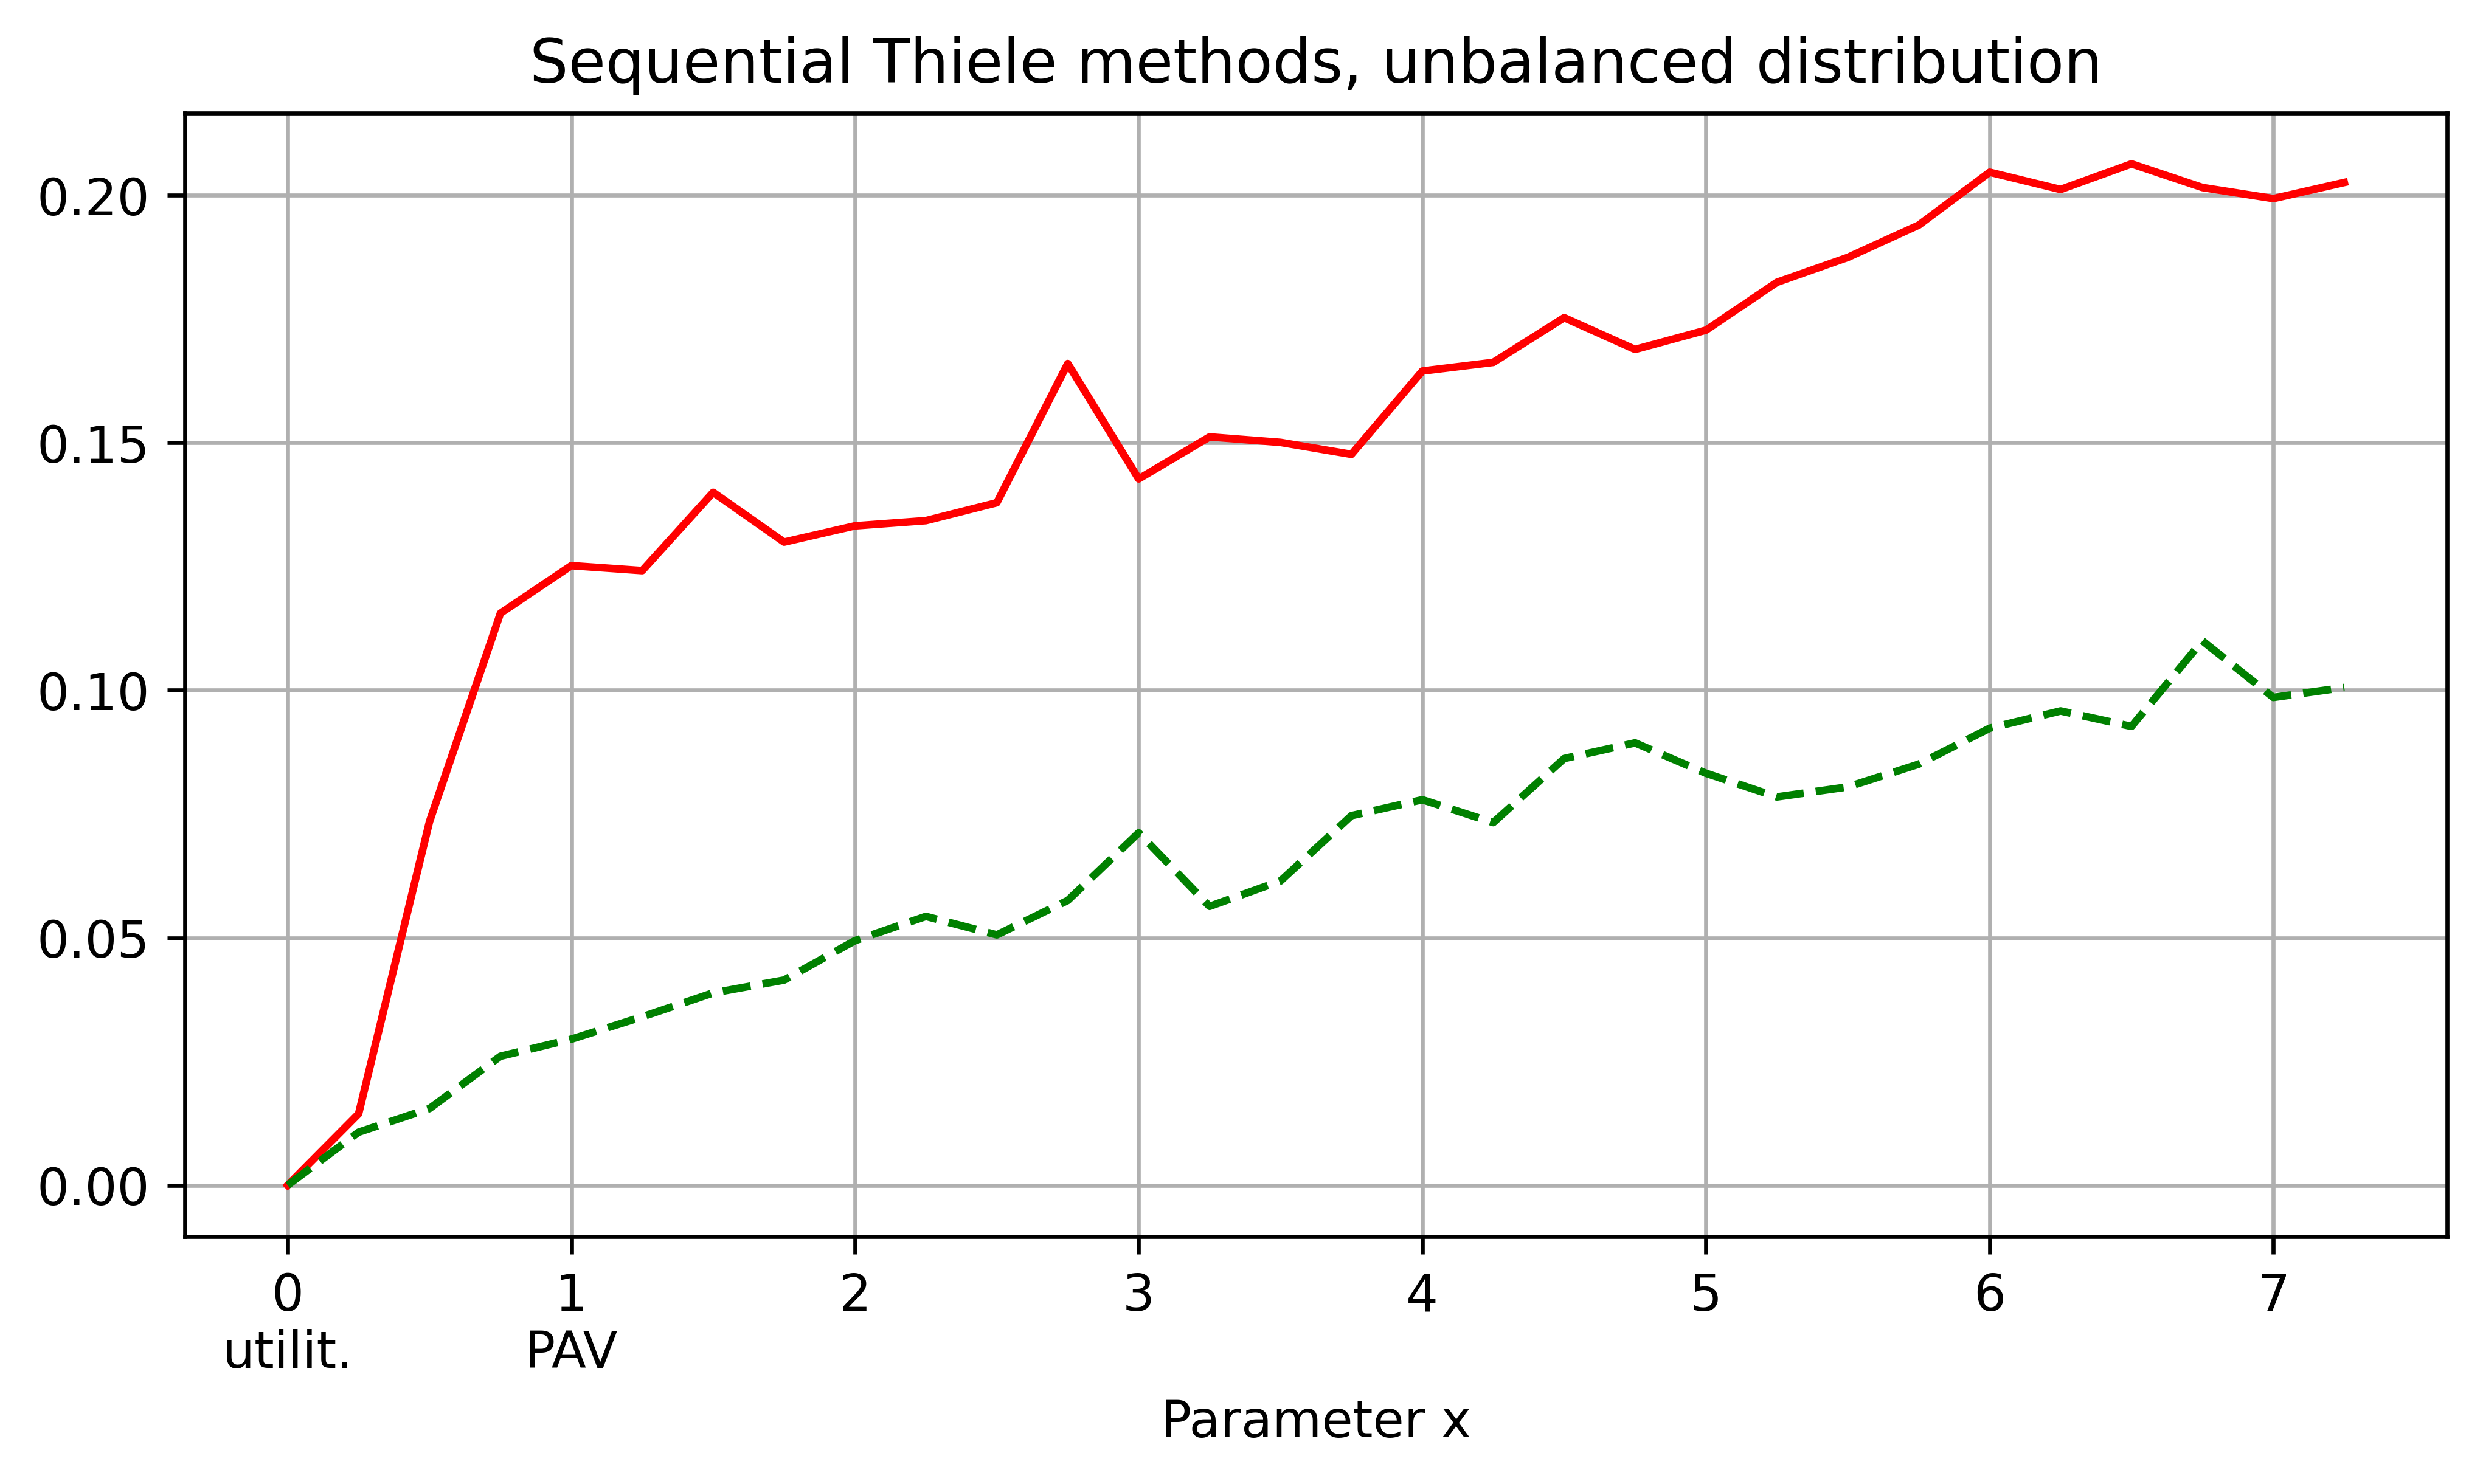 Sequential Thiele methods, unbalanced distribution
0.20
0.15
0.10
0.05
0.00
0 1 2 3 4 5 6 7
utilit. PAV
Parameter x